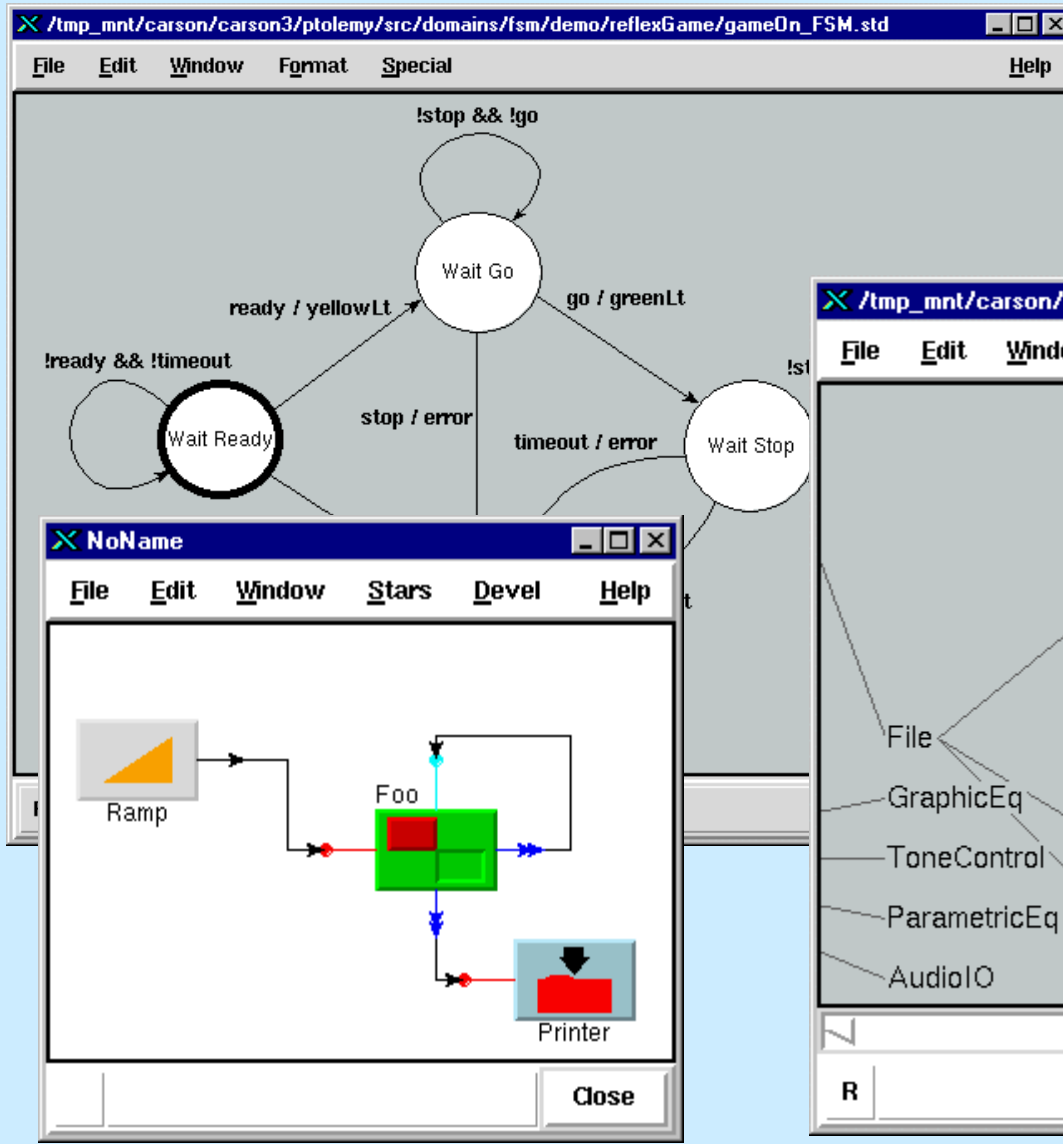 /tmp_mnt/carson/carson3/ptolemy/src/domains/fsm/demo/reflexGame/gameOn_FSM.std
File Edit Window Format Special Help
!stop && !go
Wait Go
ready / yellowLt
go / greenLt
!ready && !timeout
Wait Ready
stop / error
timeout / error
Wait Stop
/tmp_mnt/carson/
File Edit
File
GraphicEq
ToneControl
ParametricEq
AudioIO
R
NoName
File Edit Window Stars Devel Help
Ramp
Foo
Printer
Close